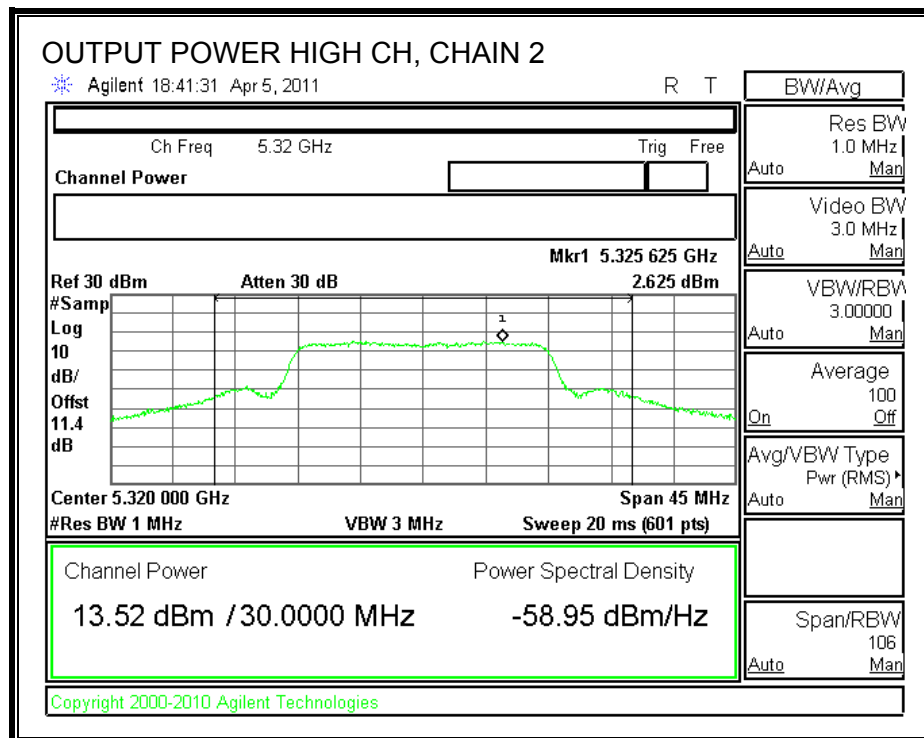 OUTPUT POWER HIGH CH, CHAIN 2
Agilent 18:41:31 Apr 5, 2011 R T
BW/Avg
Ch Freq 5.32 GHz Trig Free
Channel Power
Res BW
1.0 MHz
Auto Man
Video BW
3.0 MHz
Auto Man
Mkr1 5.325 625 GHz
Ref 30 dBm Atten 30 dB 2.625 dBm
#Samp
Log
10
dB/
Offst
11.4
dB
1
VBW/RBW
3.00000
Auto Man
Average
100
On Off
Avg/VBW Type
Pwr (RMS)
Auto Man
Center 5.320 000 GHz Span 45 MHz
#Res BW 1 MHz VBW 3 MHz Sweep 20 ms (601 pts)
Channel Power Power Spectral Density
13.52 dBm / 30.0000 MHz -58.95 dBm/Hz
Span/RBW
106
Auto Man
Copyright 2000-2010 Agilent Technologies